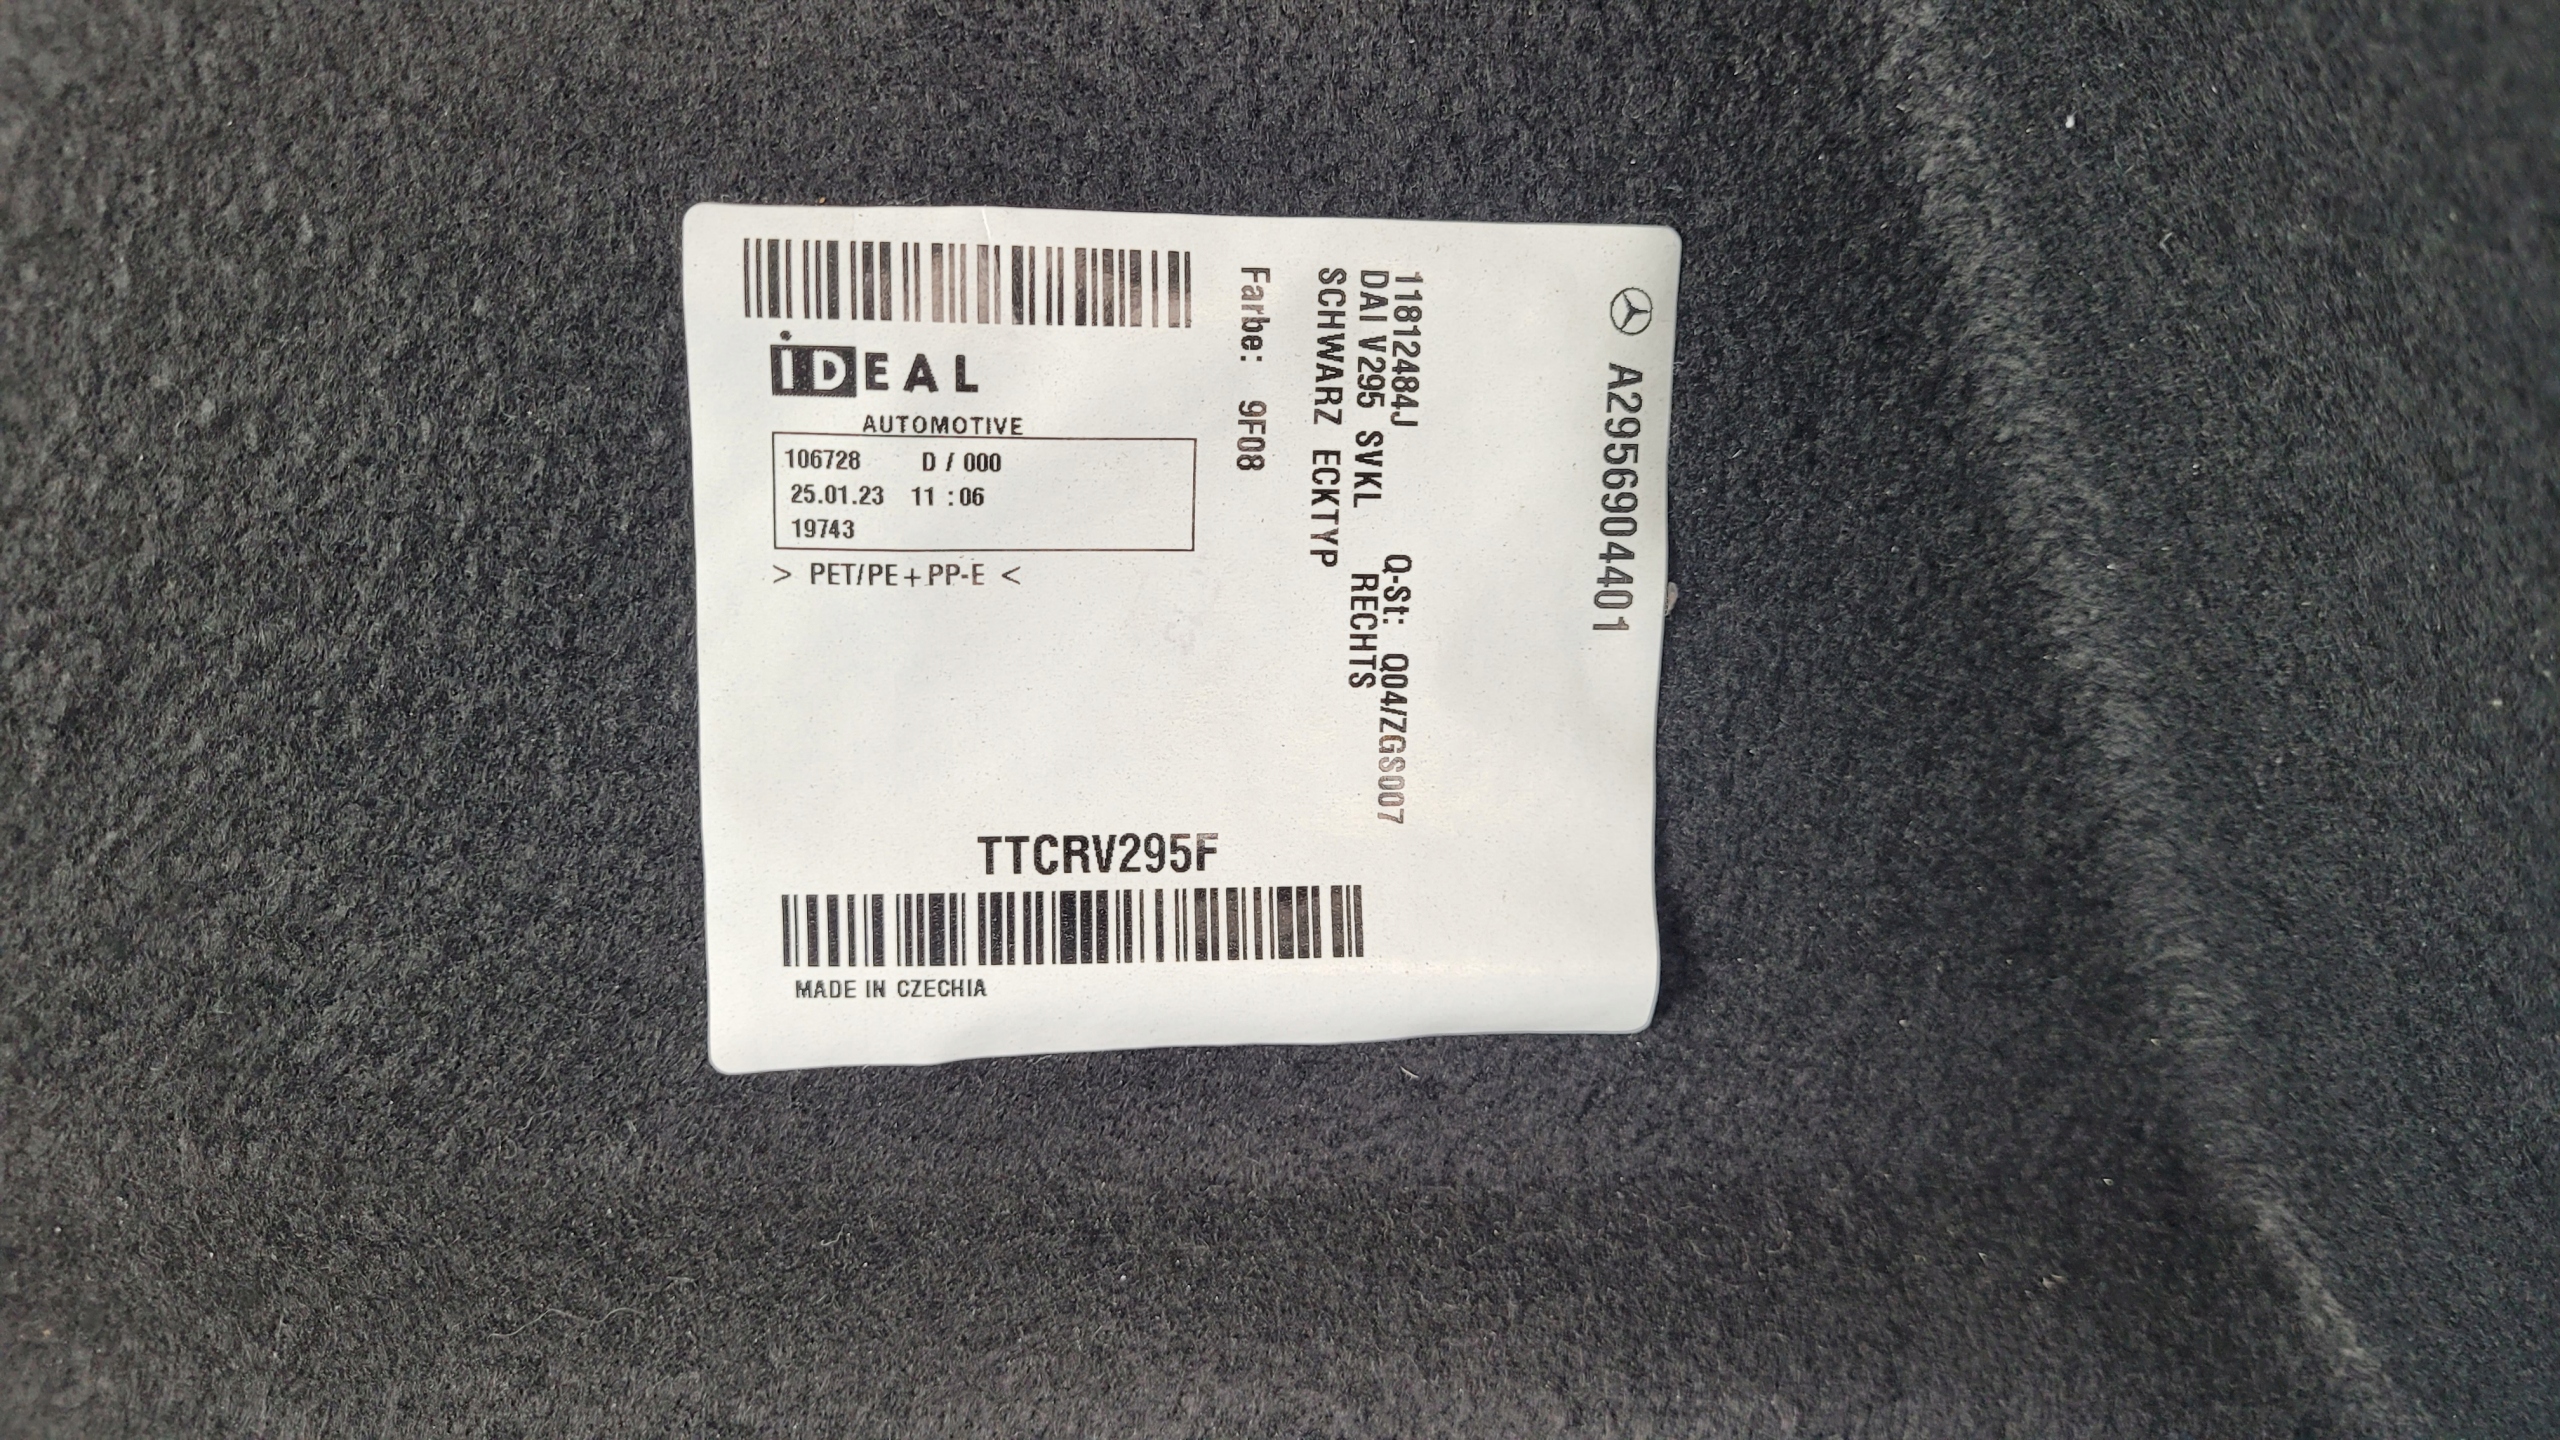 IDEAL
AUTOMOTIVE
106728 D / 000
25.01.23 11 :06
19743
> PET/PE+PP-E <
A2956904401
11812484J Q-St: Q04/ZGS007
DAI V295 SVKL RECHTS
SCHWARZ ECKTYP
Farbe: 9F08
TTCRV295F
MADE IN CZECHIA